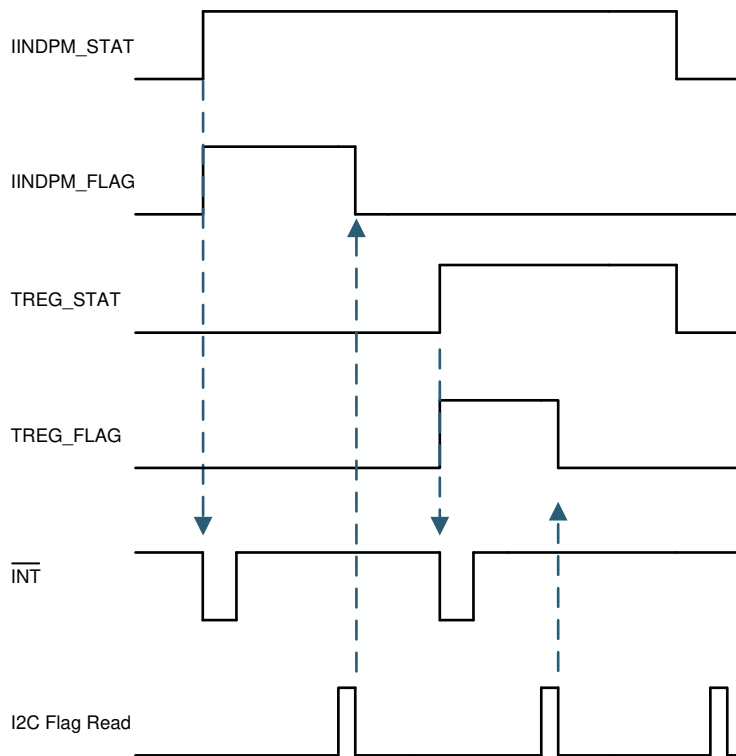 IINDPM_STAT
IINDPM_FLAG
TREG_STAT
TREG_FLAG
INT
I2C Flag Read